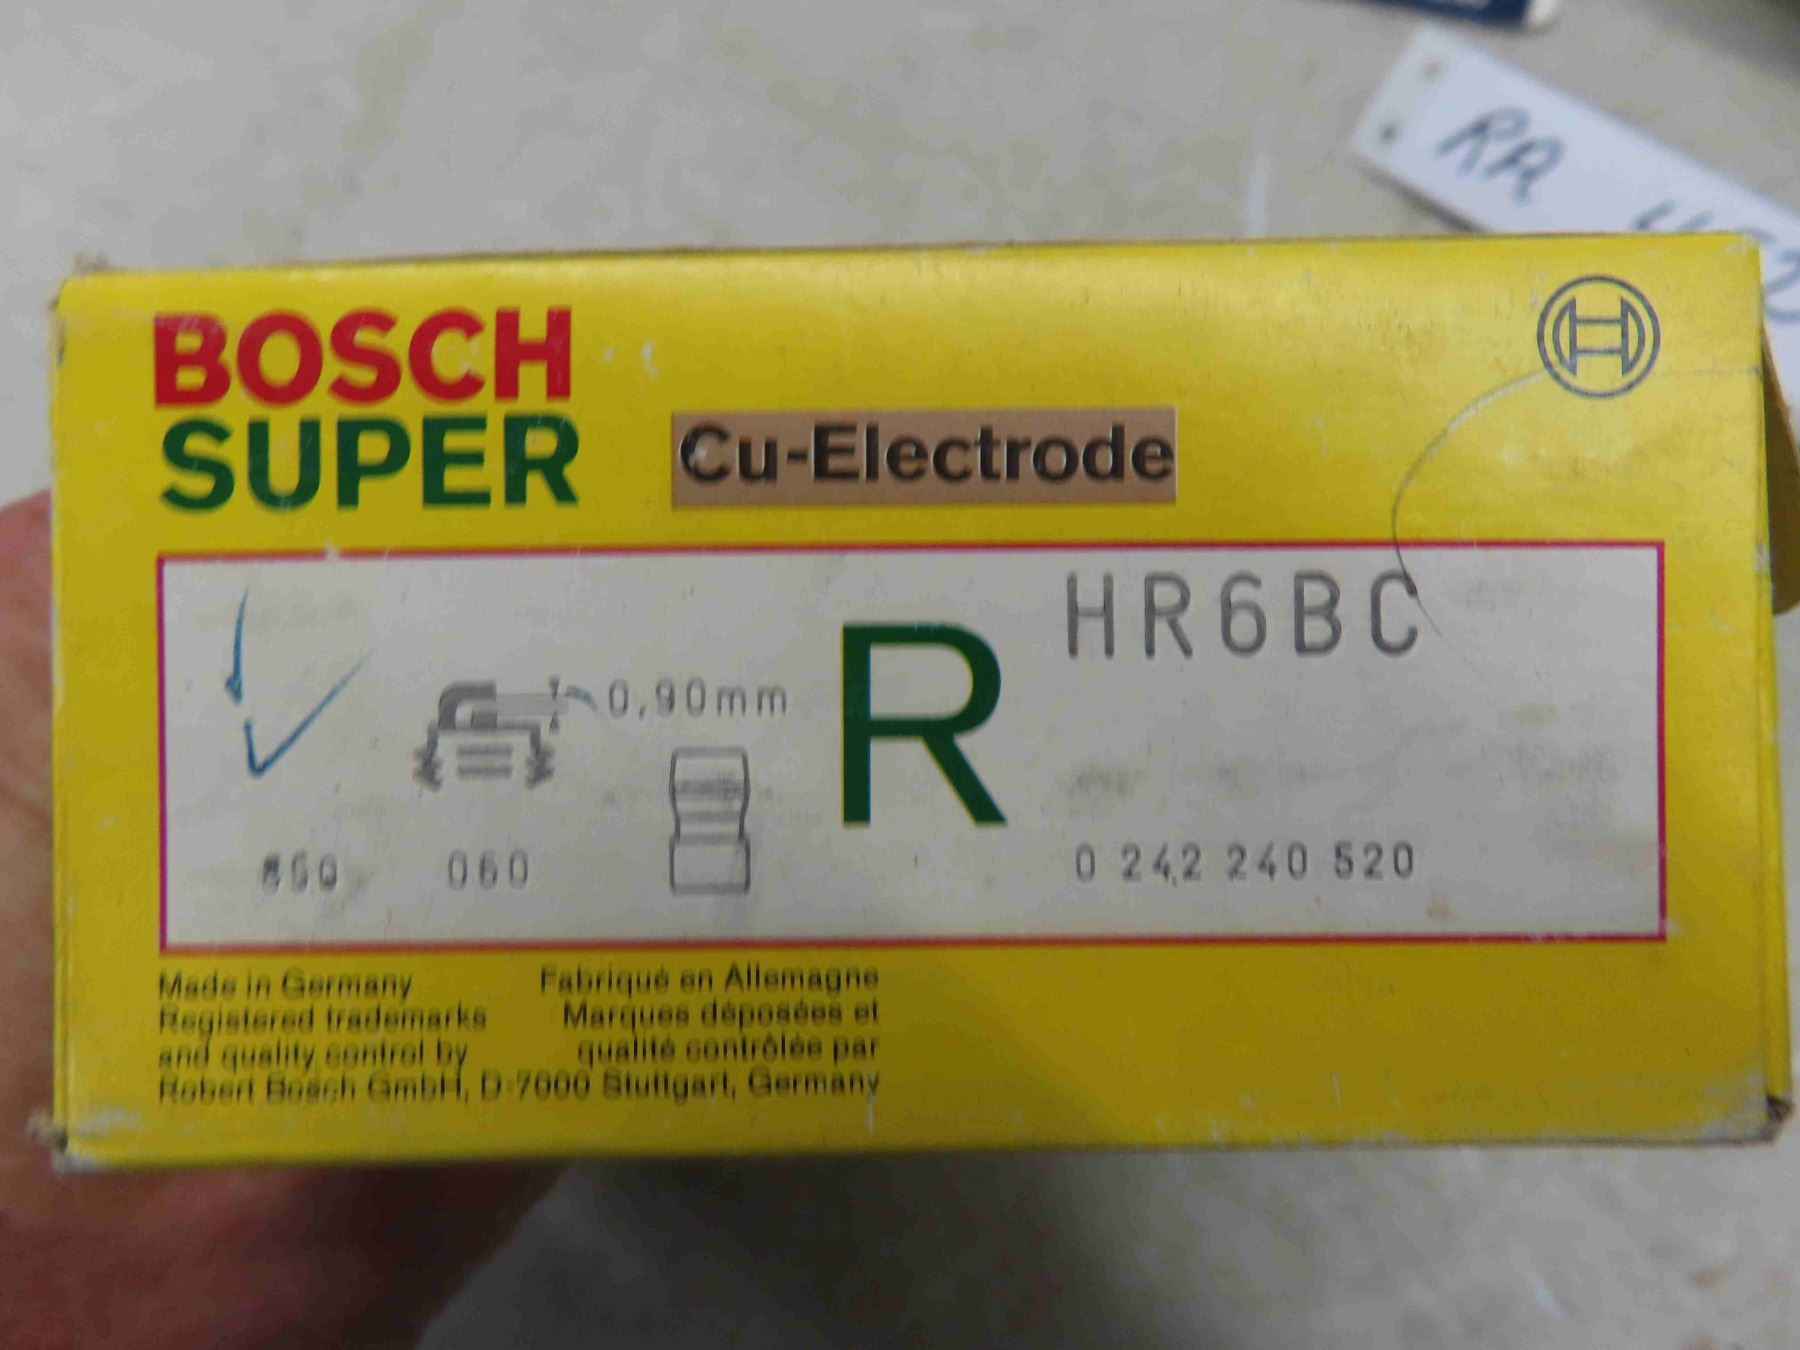 RR
BOSCH
SUPER
Cu-Electrode
HR6BC
0,90mm
R
060
0 242 240 520
Made in Germany
Registered trademarks
and quality control by
Robert Bosch GmbH, D-7000 Stuttgart, Germany
Fabriqué en Allemagne
Marques déposées et
qualité contrôlée par